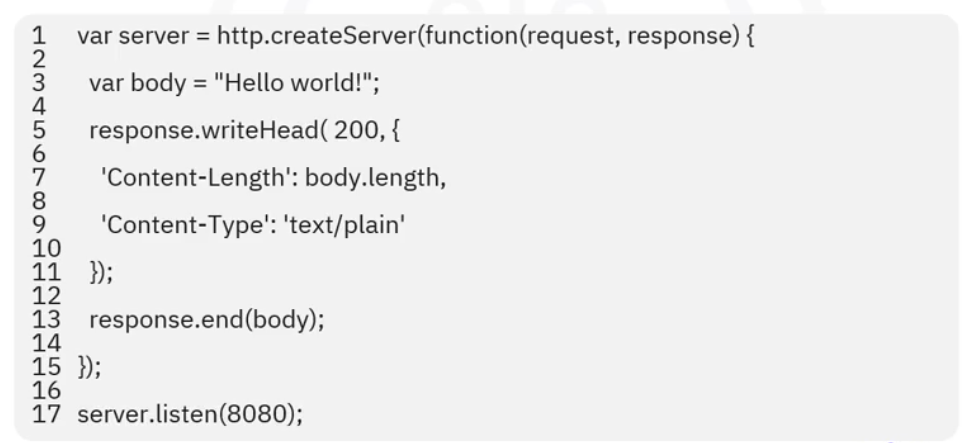 1 var server = http.createServer(function(request, response) {
2
3 var body = "Hello world!";
4
5 response.writeHead( 200, {
6
7 'Content-Length': body.length,
8
9 'Content-Type': 'text/plain'
10
11 });
12
13 response.end(body);
14
15 });
16
17 server.listen(8080);